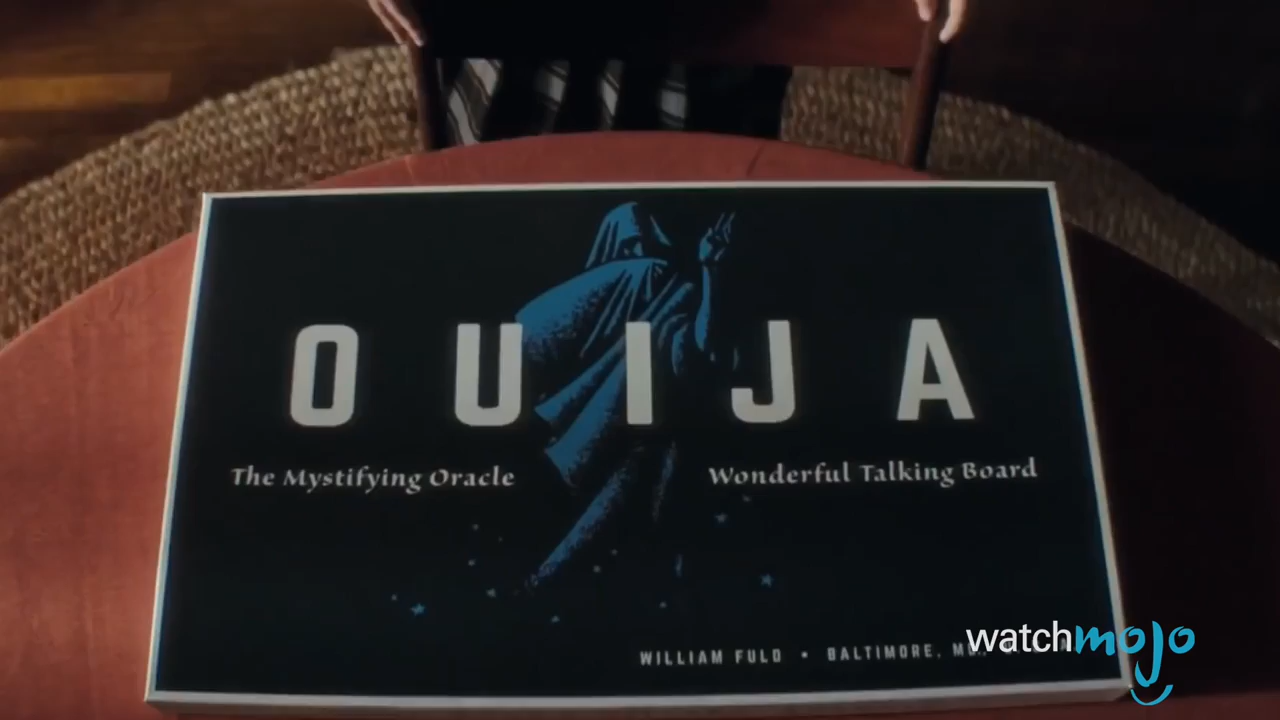 OUIJA
The Mystifying Oracle
Wonderful Talking Board
WILLIAM FULD • BALTIMORE,
watchmojo